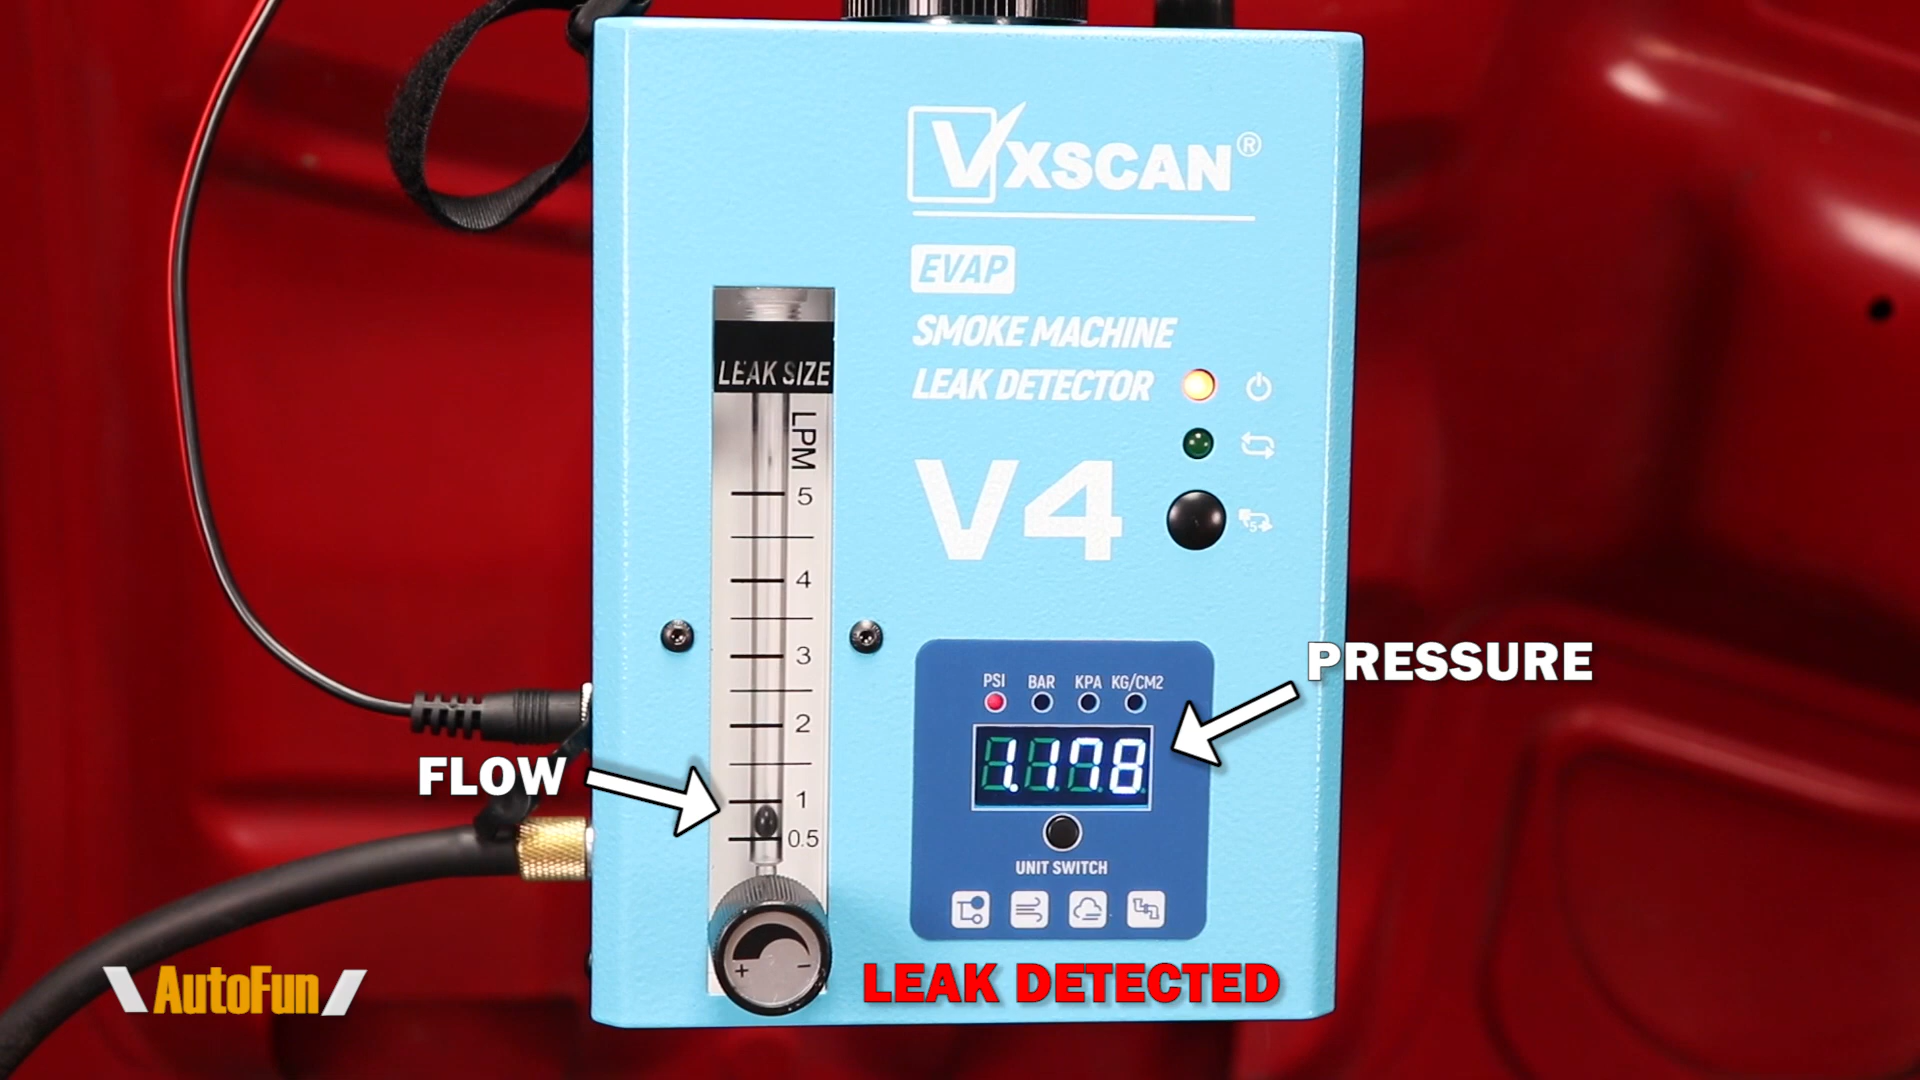 VXSCAN®
EVAP
SMOKE MACHINE
LEAK DETECTOR
V4
LEAK SIZE
LPM
5
4
3
2
1
0.5
+ −
FLOW
PRESSURE
PSI BAR KPA KG/CM2
1.178
UNIT SWITCH
LEAK DETECTED
\AutoFun/